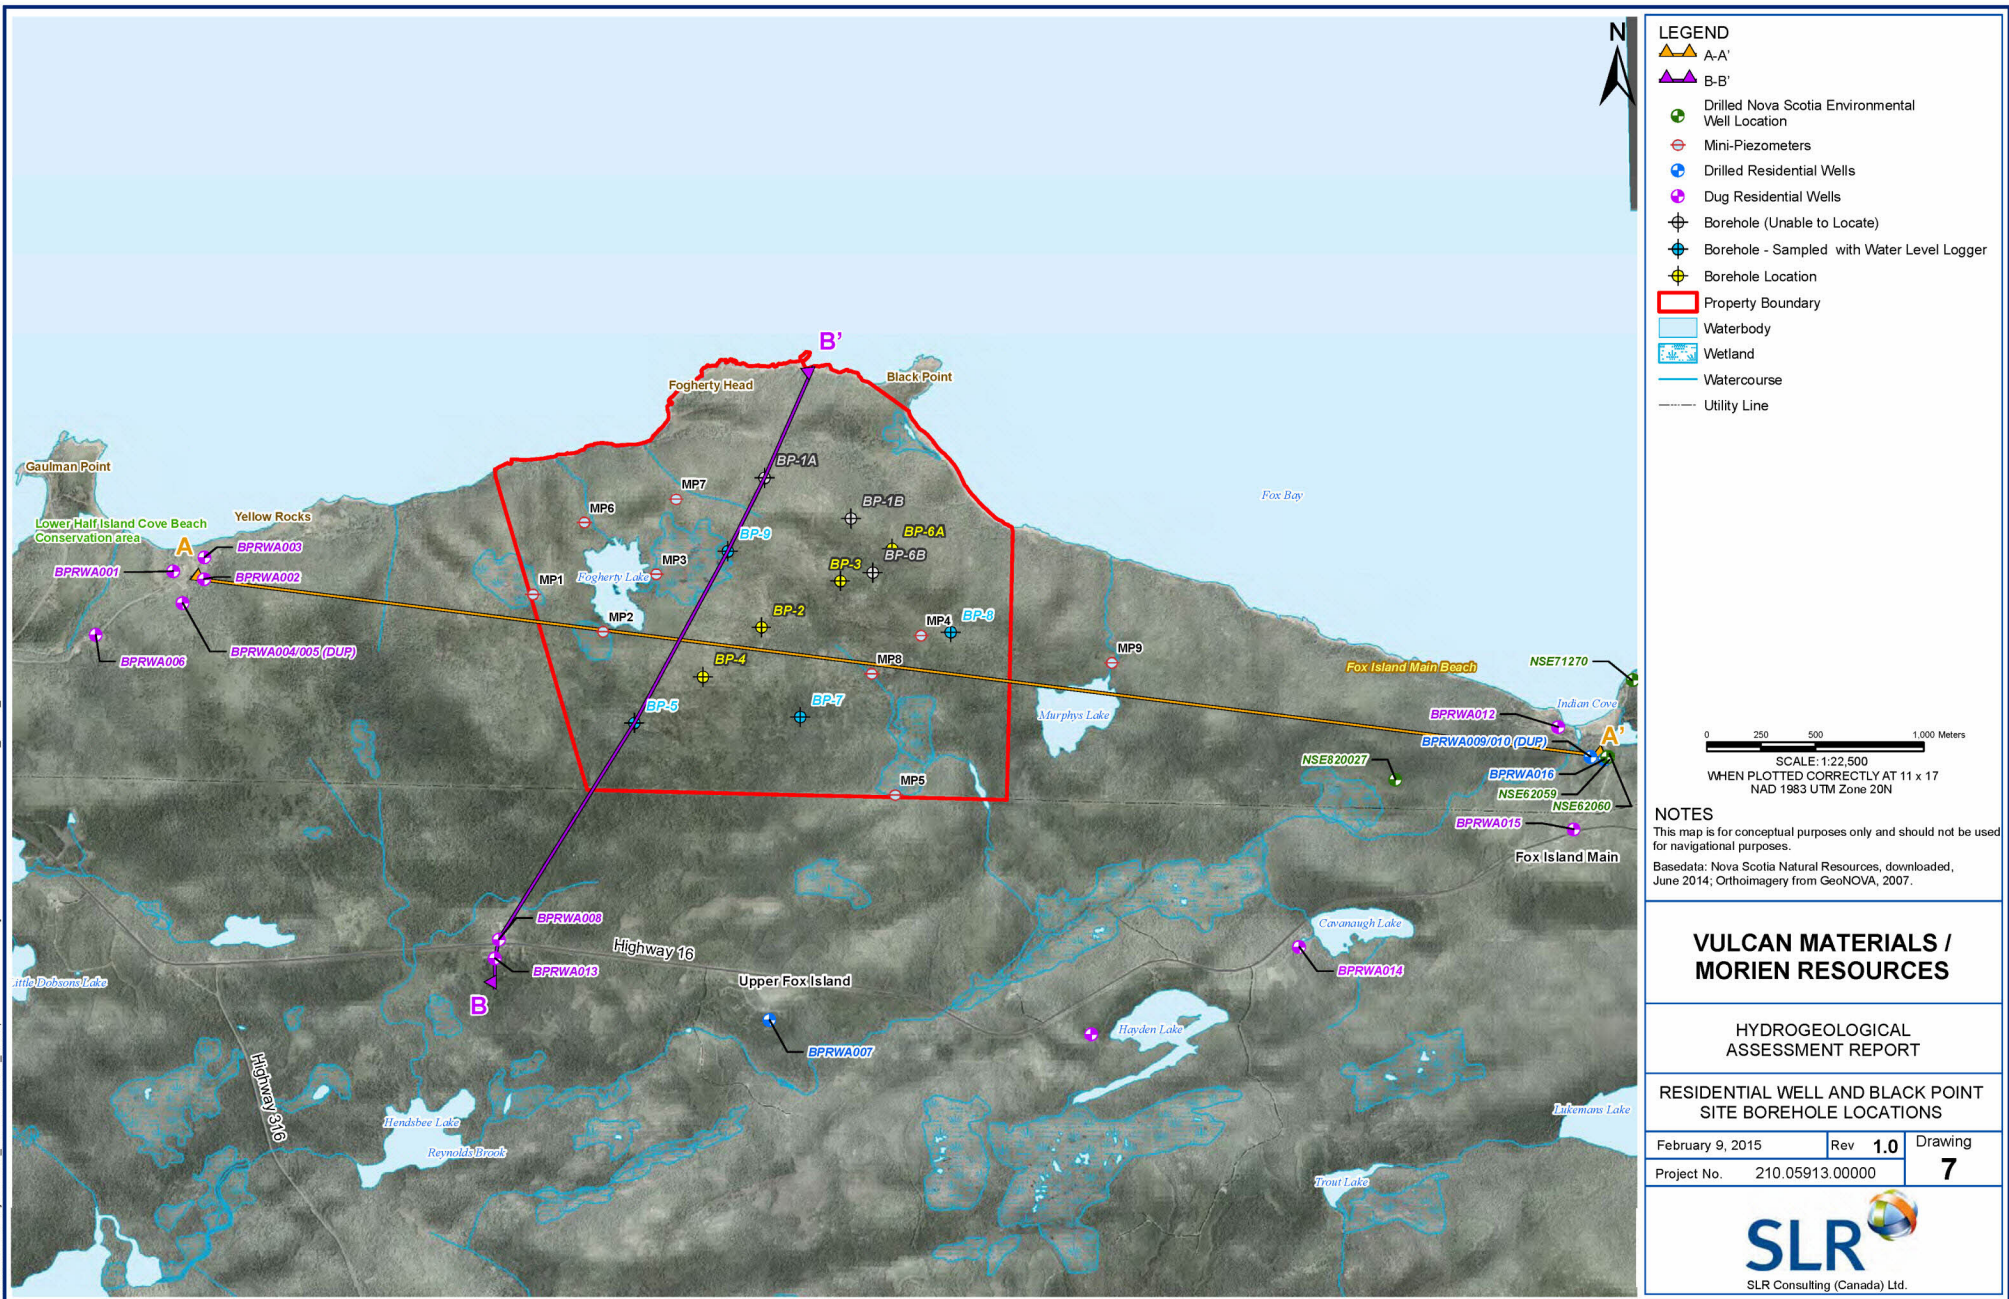 N
B'
Fogherty Head
Black Point
Gaulman Point
BP-1A
MP7
Fox Bay
BP-1B
MP6
Lower Half Island Cove Beach
Conservation area
Yellow Rocks
BP-6A
BP-9
A
BPRWA003
BP-6B
BP-3
MP3
BPRWA001
BPRWA002
Fogherty Lake
MP1
BP-2
MP2
MP4
BP-8
BPRWA004/005 (DUP)
BPRWA006
BP-4
MP8
MP9
Fox Island Main Beach
NSE71270
BP-5
BP-7
Murphys Lake
Indian Cove
BPRWA012
A'
BPRWA009/010 (DUP)
NSE820027
BPRWA016
MP5
NSE62059
NSE62060
BPRWA015
Fox Island Main
BPRWA008
Cavanaugh Lake
Highway 16
BPRWA013
BPRWA014
Little Dobsons Lake
Upper Fox Island
B
Hayden Lake
BPRWA007
Highway 316
Hendsbee Lake
Lukemans Lake
Reynolds Brook
Trout Lake
LEGEND
A-A'
B-B'
Drilled Nova Scotia Environmental
Well Location
Mini-Piezometers
Drilled Residential Wells
Dug Residential Wells
Borehole (Unable to Locate)
Borehole - Sampled with Water Level Logger
Borehole Location
Property Boundary
Waterbody
Wetland
Watercourse
Utility Line
0 250 500 1,000 Meters
SCALE: 1:22,500
WHEN PLOTTED CORRECTLY AT 11 x 17
NAD 1983 UTM Zone 20N
NOTES
This map is for conceptual purposes only and should not be used
for navigational purposes.
Basedata: Nova Scotia Natural Resources, downloaded,
June 2014; Orthoimagery from GeoNOVA, 2007.
VULCAN MATERIALS /
MORIEN RESOURCES
HYDROGEOLOGICAL
ASSESSMENT REPORT
RESIDENTIAL WELL AND BLACK POINT
SITE BOREHOLE LOCATIONS
February 9, 2015
Rev 1.0
Drawing
7
Project No. 210.05913.00000
SLR
SLR Consulting (Canada) Ltd.